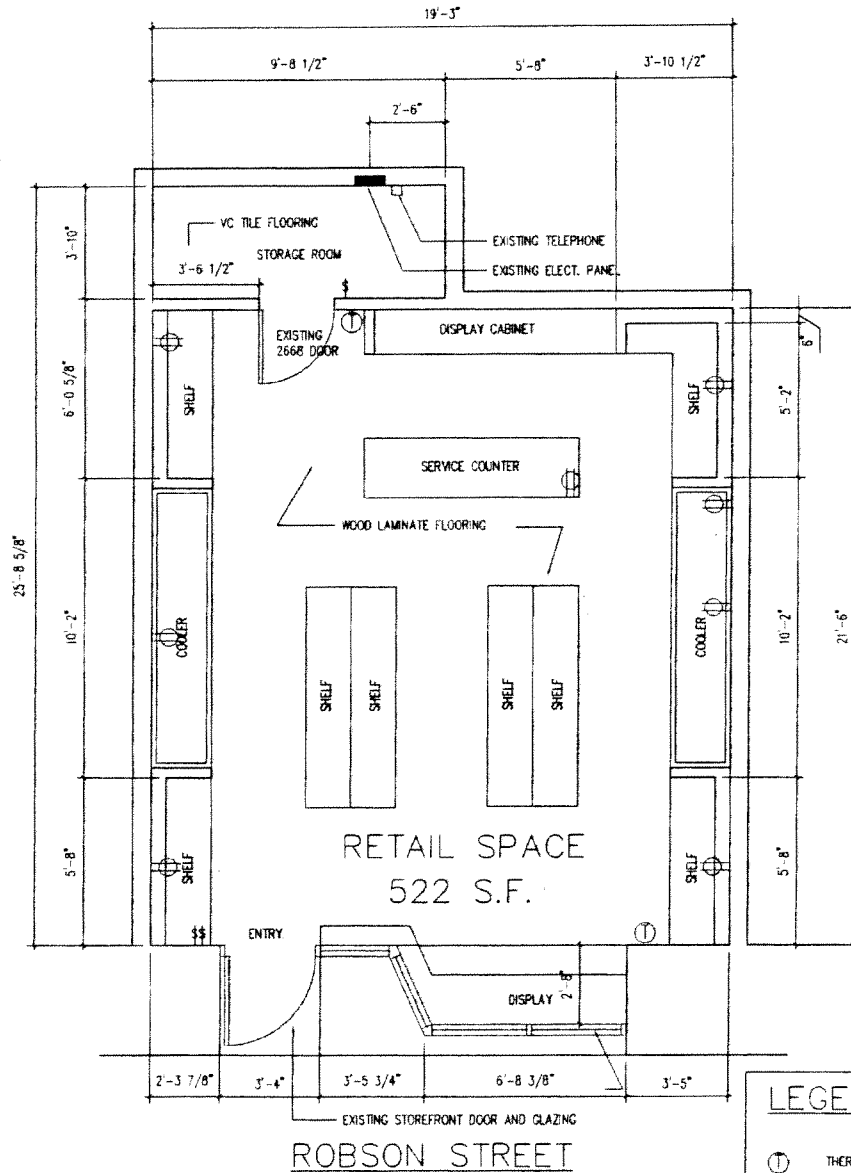 19'-3"
9'-8 1/2"
5'-8"
3'-10 1/2"
2'-6"
VC TILE FLOORING
STORAGE ROOM
3'-6 1/2"
EXISTING TELEPHONE
EXISTING ELECT. PANE
3'-10"
$
T
EXISTING
2668 DOOR
DISPLAY CABINET
6"
SHELF
SHELF
6'-0 5/8"
5'-2"
SERVICE COUNTER
WOOD LAMINATE FLOORING
25'-8 5/8"
10'-2"
COOLER
SHELF
SHELF
SHELF
SHELF
COOLER
10'-2"
21'-6"
5'-8"
SHELF
RETAIL SPACE
522 S.F.
SHELF
5'-8"
$$
ENTRY
T
DISPLAY
2'-8"
2'-3 7/8"
3'-4"
3'-5 3/4"
6'-8 3/8"
3'-5"
EXISTING STOREFRONT DOOR AND GLAZING
ROBSON STREET
LEGE
T
THER